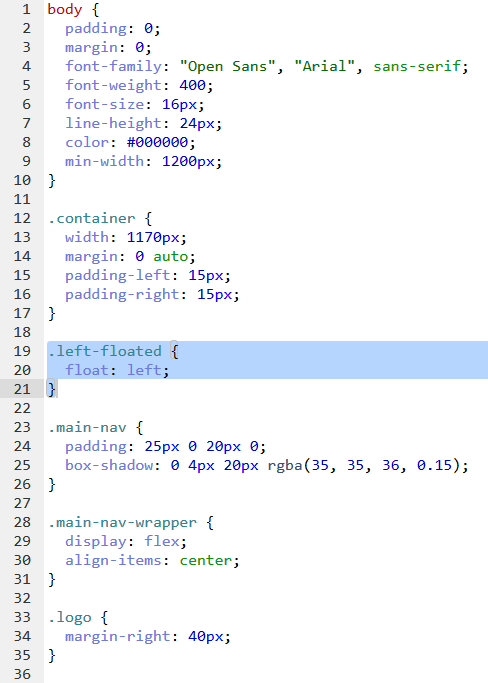 1 body {
2   padding: 0;
3   margin: 0;
4   font-family: "Open Sans", "Arial", sans-serif;
5   font-weight: 400;
6   font-size: 16px;
7   line-height: 24px;
8   color: #000000;
9   min-width: 1200px;
10 }
11
12 .container {
13   width: 1170px;
14   margin: 0 auto;
15   padding-left: 15px;
16   padding-right: 15px;
17 }
18
19 .left-floated {
20   float: left;
21 }
22
23 .main-nav {
24   padding: 25px 0 20px 0;
25   box-shadow: 0 4px 20px rgba(35, 35, 36, 0.15);
26 }
27
28 .main-nav-wrapper {
29   display: flex;
30   align-items: center;
31 }
32
33 .logo {
34   margin-right: 40px;
35 }
36